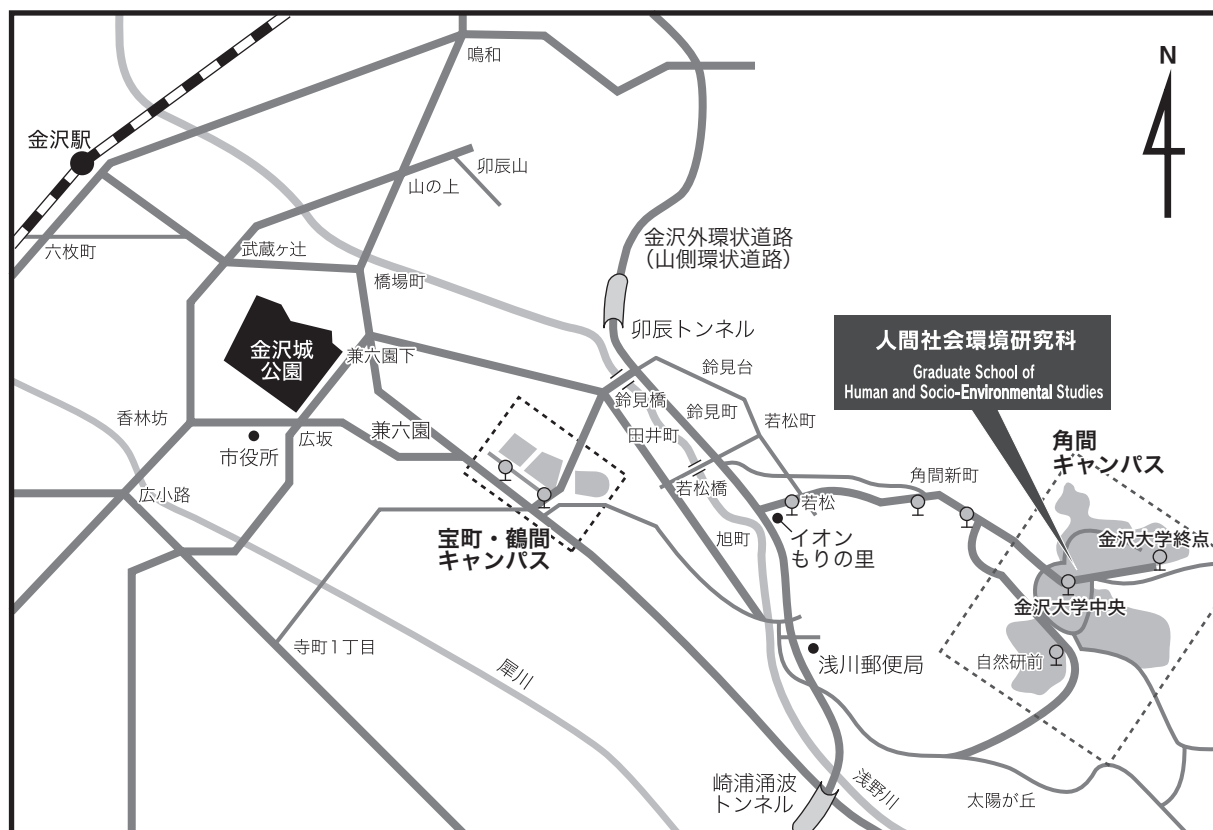 N
鳴和
金沢駅
卯辰山
山の上
六枚町
武蔵ヶ辻
橋場町
金沢外環状道路
（山側環状道路）
卯辰トンネル
金沢城
公園
兼六園下
人間社会環境研究科
Graduate School of
Human and Socio-Environmental Studies
鈴見台
鈴見橋
鈴見町
若松町
香林坊
市役所
広坂
兼六園
田井町
角間
キャンパス
角間新町
若松橋
若松
広小路
宝町・鶴間
キャンパス
旭町
イオン
もりの里
金沢大学終点
金沢大学中央
寺町1丁目
犀川
浅川郵便局
自然研前
崎浦涌波
トンネル
浅野川
太陽が丘